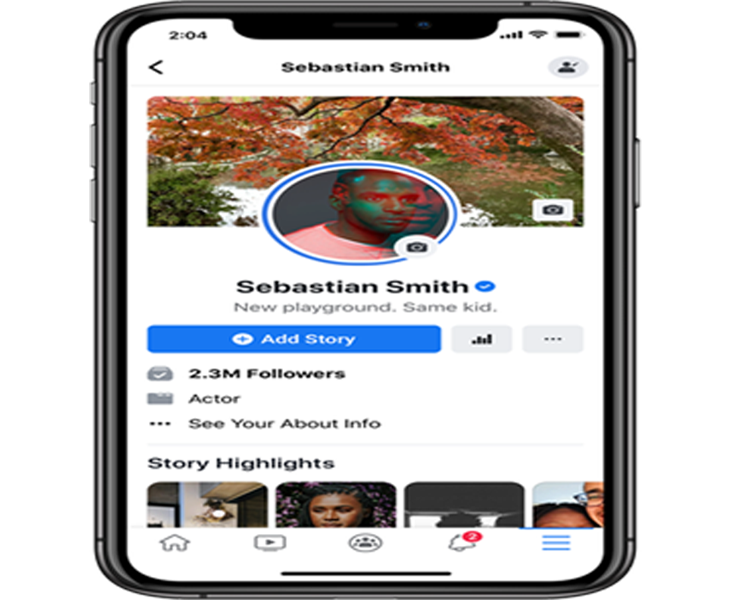 2:04
Sebastian Smith
Sebastian Smith
New playground. Same kid.
Add Story
2.3M Followers
Actor
See Your About Info
Story Highlights
2